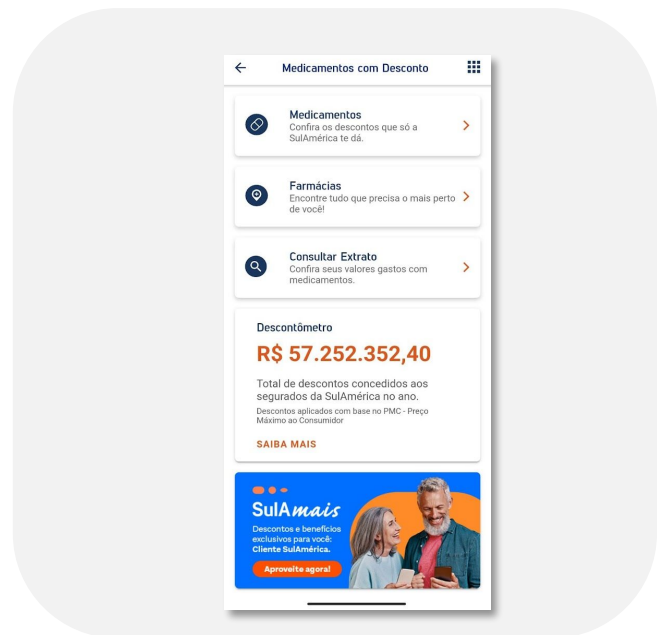 Medicamentos com Desconto
Medicamentos
Confira os descontos que só a
SulAmérica te dá.
Farmácias
Encontre tudo que precisa o mais perto
de você!
Consultar Extrato
Confira seus valores gastos com
medicamentos.
Descontômetro
R$ 57.252.352,40
Total de descontos concedidos aos
segurados da SulAmérica no ano.
Descontos aplicados com base no PMC - Preço
Máximo ao Consumidor
SAIBA MAIS
SulAmais
Descontos e benefícios
exclusivos para você:
Cliente SulAmérica.
Aproveite agora!